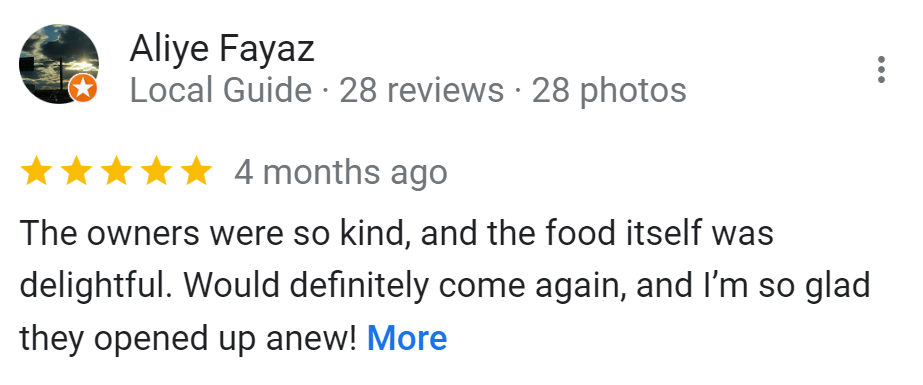 Aliye Fayaz
Local Guide · 28 reviews · 28 photos
4 months ago
The owners were so kind, and the food itself was
delightful. Would definitely come again, and I’m so glad
they opened up anew! More